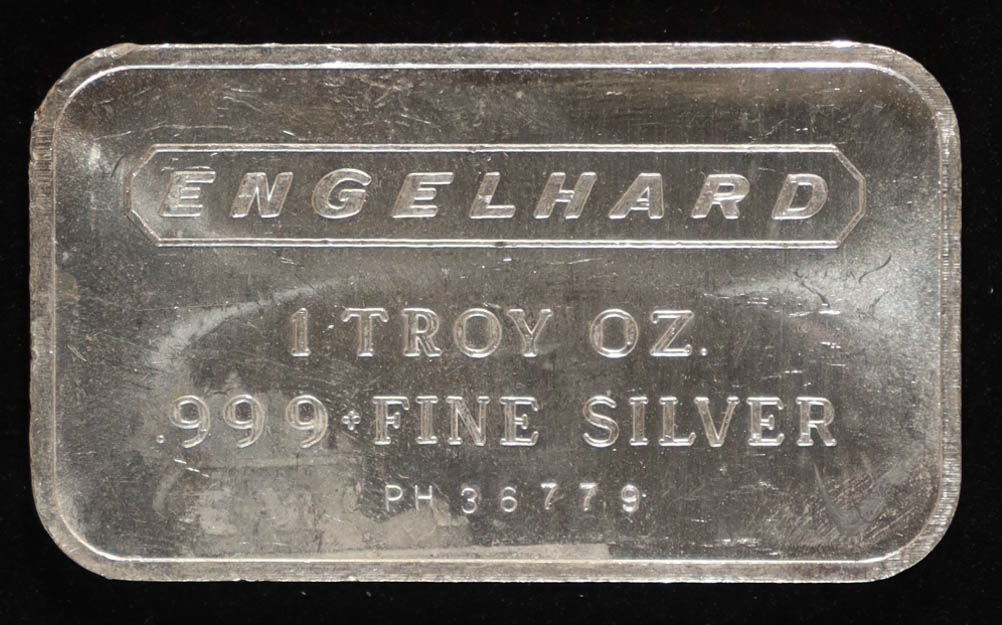 ENGELHARD
1 TROY OZ.
.999+ FINE SILVER
PH 36779